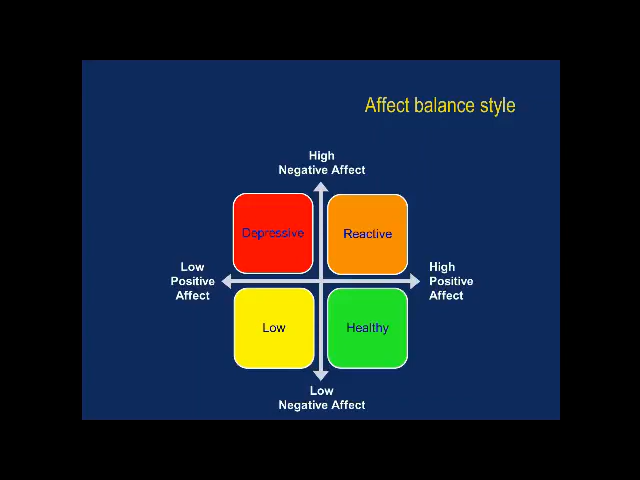 Affect balance style
High
Negative Affect
Depressive
Reactive
Low
Positive
Affect
High
Positive
Affect
Low
Healthy
Low
Negative Affect